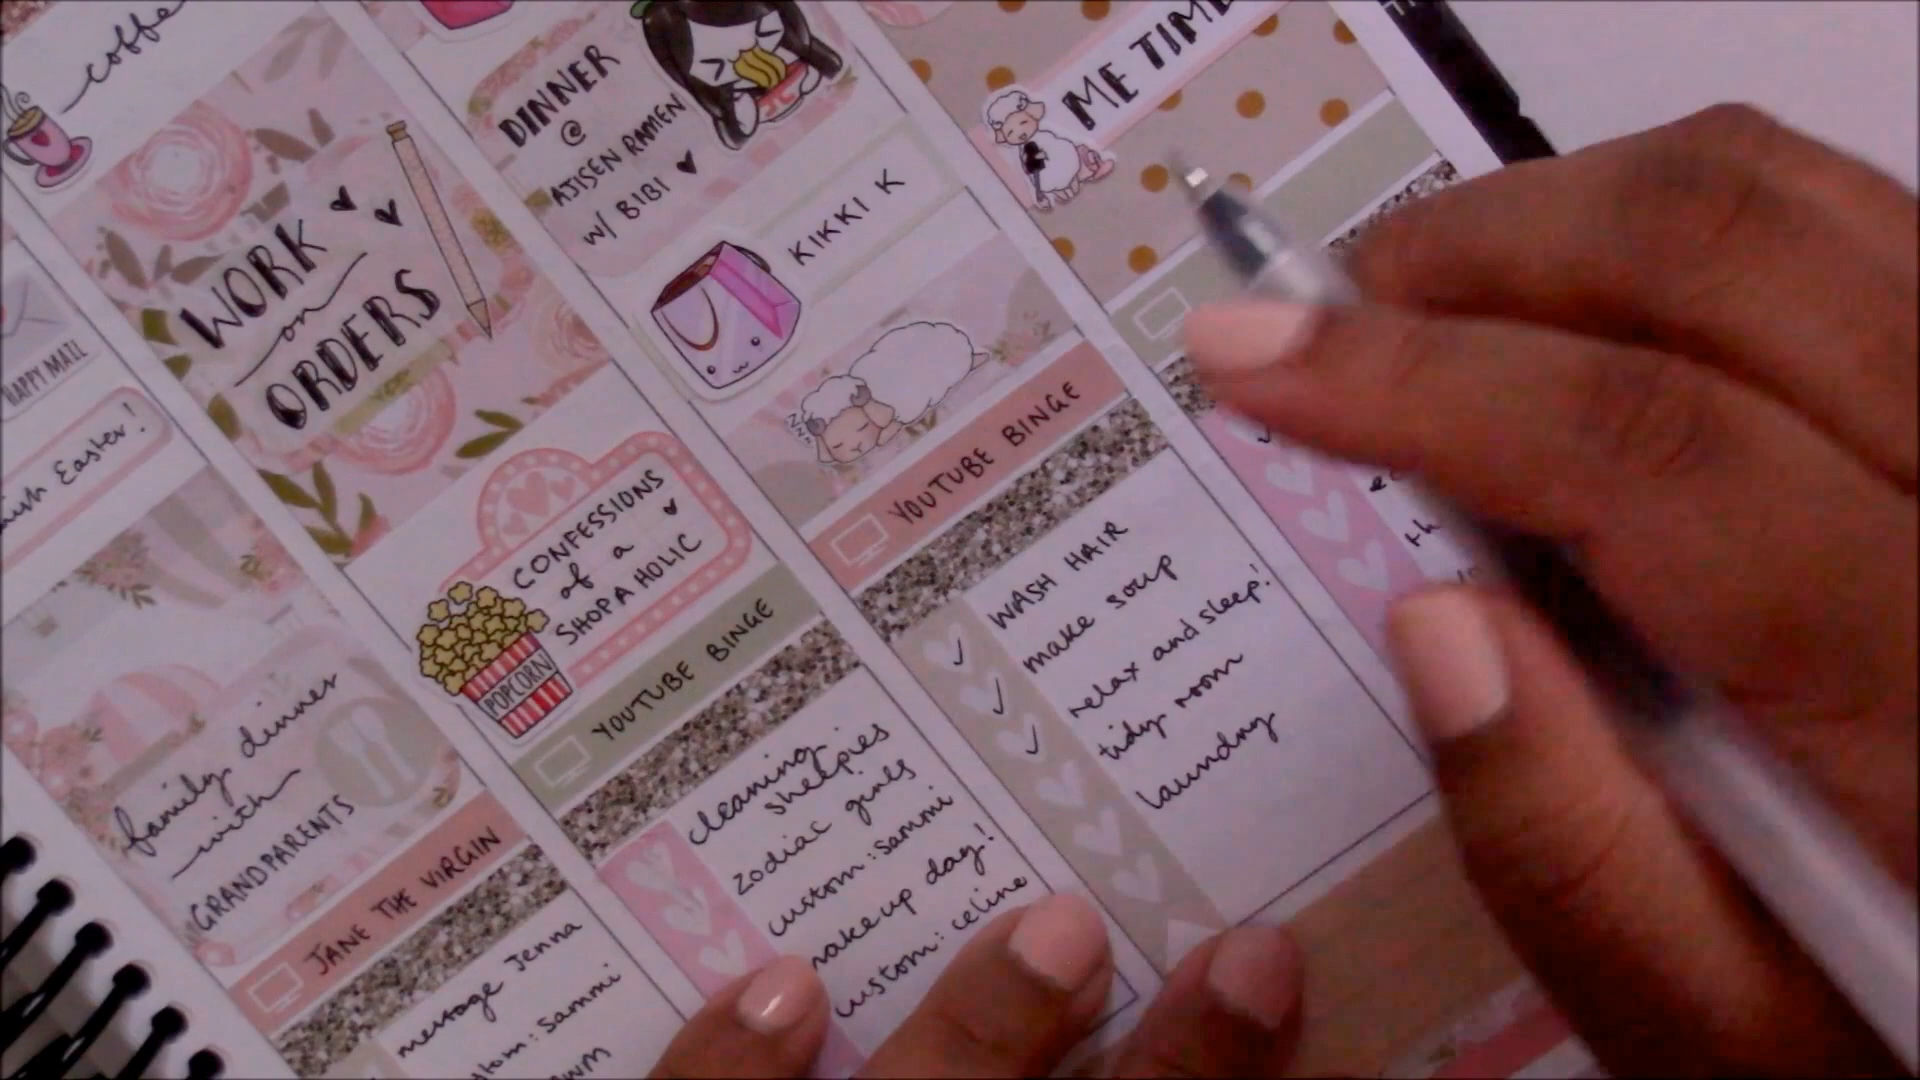 coffee
HAPPY MAIL
Easter!
family dinner
with
GRANDPARENTS
JANE THE VIRGIN
message Jenna
Sammi
WORK
on
ORDERS
CONFESSIONS
of a
SHOPAHOLIC
POPCORN
YOUTUBE BINGE
cleaning
sheepies
zodiac girls
custom: Sammi
makeup day!
custom: celine
DINNER
@
AJISEN RAMEN
W/ BIBI
KIKKI K
zzz
YOUTUBE BINGE
WASH HAIR
make soup
relax and sleep!
tidy room
laundry
ME TIME